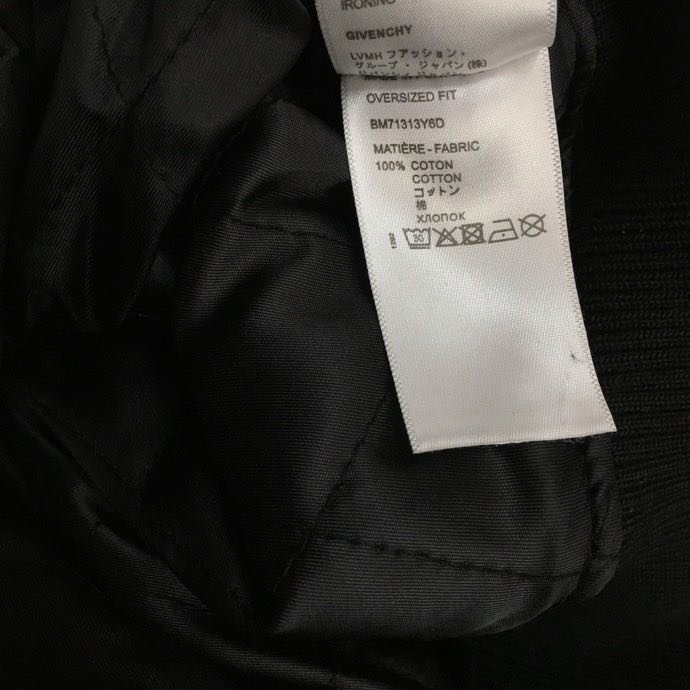 IRONING
GIVENCHY
LVMH ファッション・
グループ・ジャパン(株)
OVERSIZED FIT
BM71313Y6D
MATIÈRE - FABRIC
100% COTON
COTTON
コットン
棉
ХЛОПОК
30